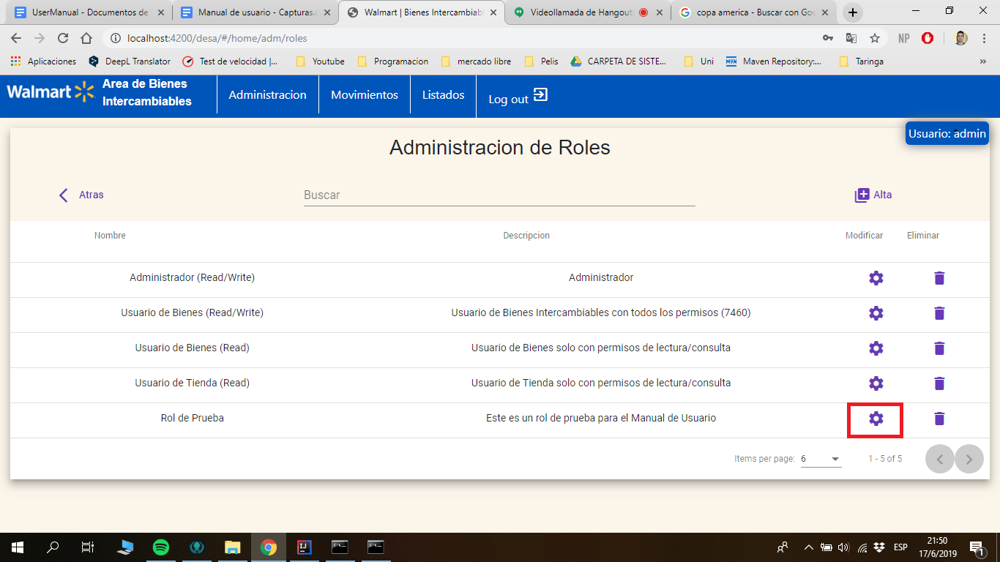 UserManual - Documentos de
Manual de usuario - Capturas.d
Walmart | Bienes Intercambiabl
Videollamada de Hangouts
copa america - Buscar con Goo
localhost:4200/desa/#/home/adm/roles
NP
Aplicaciones
DeepL Translator
Test de velocidad |...
Youtube
Programacion
mercado libre
Pelis
CARPETA DE SISTE...
Uni
Maven Repository:...
Taringa
»
Walmart
Area de Bienes
Intercambiables
Administracion
Movimientos
Listados
Log out
Usuario: admin
Administracion de Roles
Atras
Buscar
Alta
Nombre Descripcion Modificar Eliminar
Administrador (Read/Write) Administrador
Usuario de Bienes (Read/Write) Usuario de Bienes Intercambiables con todos los permisos (7460)
Usuario de Bienes (Read) Usuario de Bienes solo con permisos de lectura/consulta
Usuario de Tienda (Read) Usuario de Tienda solo con permisos de lectura/consulta
Rol de Prueba Este es un rol de prueba para el Manual de Usuario
Items per page: 6 1 - 5 of 5
ESP
21:50
17/6/2019
1